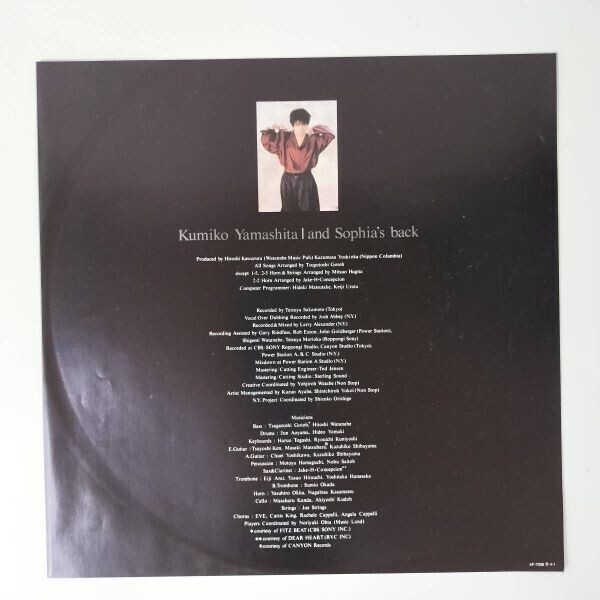 Kumiko Yamashita | and Sophia's back
Produced by Hiroshi Kawazura (Watanabe Music Pub) Kazumasa Yoshioka (Nippon Columbia)
All Songs Arranged by Tsugutoshi Gotoh
except 1-5, 2-5 Horn & Strings Arranged by Mitsuo Hagita
2-2 Horn Arranged by Jake-H-Concepcion
Computer Programmer: Hideki Matsutake, Keiji Urata
Recorded by Tatsuya Sakamoto (Tokyo)
Vocal Over Dubbing Recorded by Josh Abbey (N.Y.)
Recorded & Mixed by Larry Alexander (N.Y.)
Recording Assisted by Gary Rindfuss, Rob Eaton, John Goldberger (Power Station),
Shigemi Watanabe, Tetsuya Morioka (Roppongi Sony)
Recorded at CBS/SONY Roppongi Studio, Canyon Studio (Tokyo),
Power Station A, B, C Studio (N.Y.)
Mixdown at Power Station A Studio (N.Y.)
Mastering/Cutting Engineer: Ted Jensen
Mastering/Cutting Studio: Sterling Sound
Creative Coordinated by Yohjiroh Watabe (Non Stop)
Artist Managemented by Kazuo Ayabe, Shinichiroh Yokoi (Non Stop)
N.Y. Project Coordinated by Shizuko Orishige
Musicians
Bass : Tsugutoshi Gotoh,* Hitoshi Watanabe
Drums : Jun Aoyama, Hideo Yamaki
Keyboards : Haruo Togashi, Ryouichi Kuniyoshi
E.Guitar : Tsuyoshi Kon, Masaki Matsubara,* Kazuhiko Shibayama
A.Guitar : Chuei Yoshikawa, Kazuhiko Shibayama
Percussion : Motoya Hamaguchi, Nobu Saitoh
Sax&Clarinet : Jake-H-Concepcion**
Trombone : Eiji Arai, Yasuo Hirauchi, Yoshitaka Hanasaka
B.Trombone : Sumio Okada
Horn : Yasuhiro Okita, Nagahisa Kasamatsu
Cello : Masaharu Kanda, Akiyoshi Kudoh
Strings : Joe Strings
Chorus : EVE, Curtis King, Rachele Cappelli, Angela Cappelli
Players Coordinated by Noriyuki Ohta (Music Land)
*courtesy of FITZ BEAT (CBS SONY INC.)
**courtesy of DEAR HEART (RVC INC)
*courtesy of CANYON Records